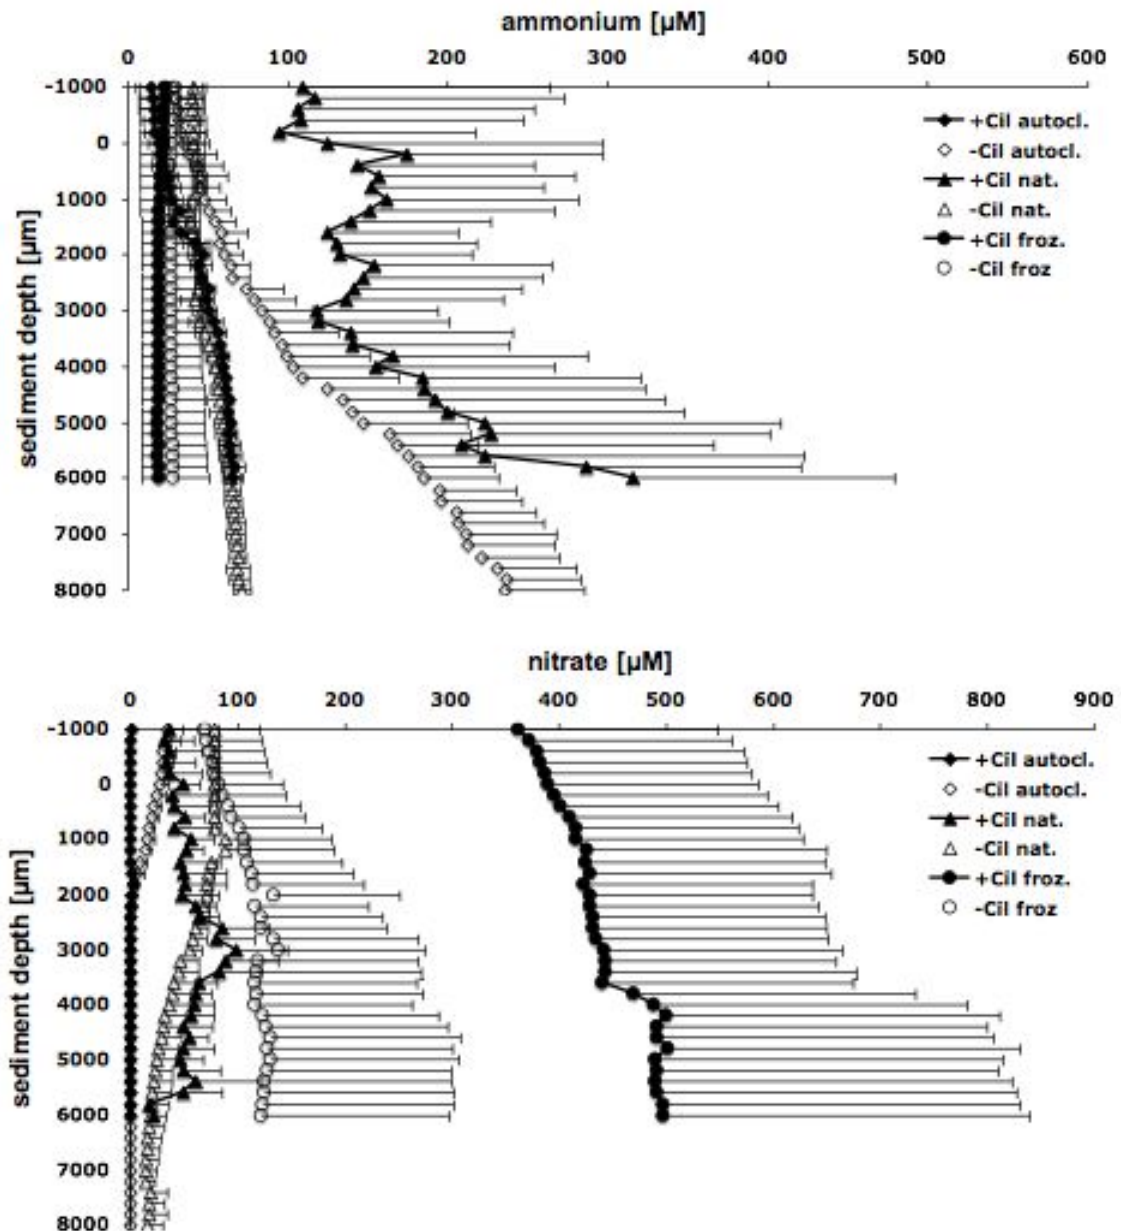 ammonium [µM]
0 100 200 300 400 500 600
-1000
0
1000
2000
3000
4000
5000
6000
7000
8000
sediment depth [µm]
+Cil autocl.
-Cil autocl.
+Cil nat.
-Cil nat.
+Cil froz.
-Cil froz
nitrate [µM]
0 100 200 300 400 500 600 700 800 900
-1000
0
1000
2000
3000
4000
5000
6000
7000
8000
sediment depth [µm]
+Cil autocl.
-Cil autocl.
+Cil nat.
-Cil nat.
+Cil froz.
-Cil froz